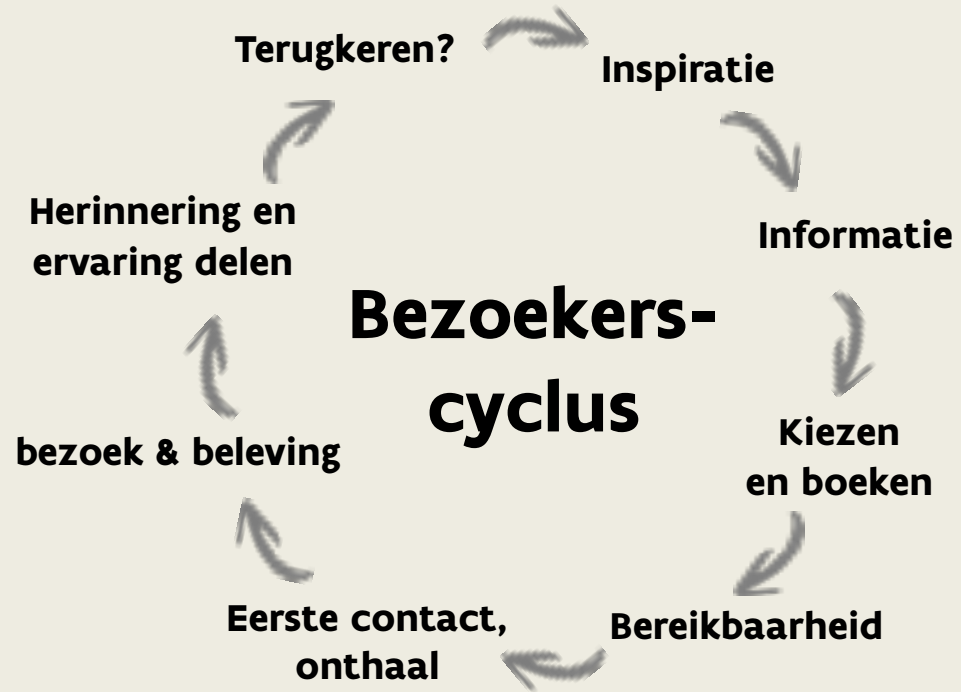 Terugkeren?
Inspiratie
Informatie
Kiezen
en boeken
Bereikbaarheid
Eerste contact,
onthaal
bezoek & beleving
Herinnering en
ervaring delen
Bezoekers-
cyclus